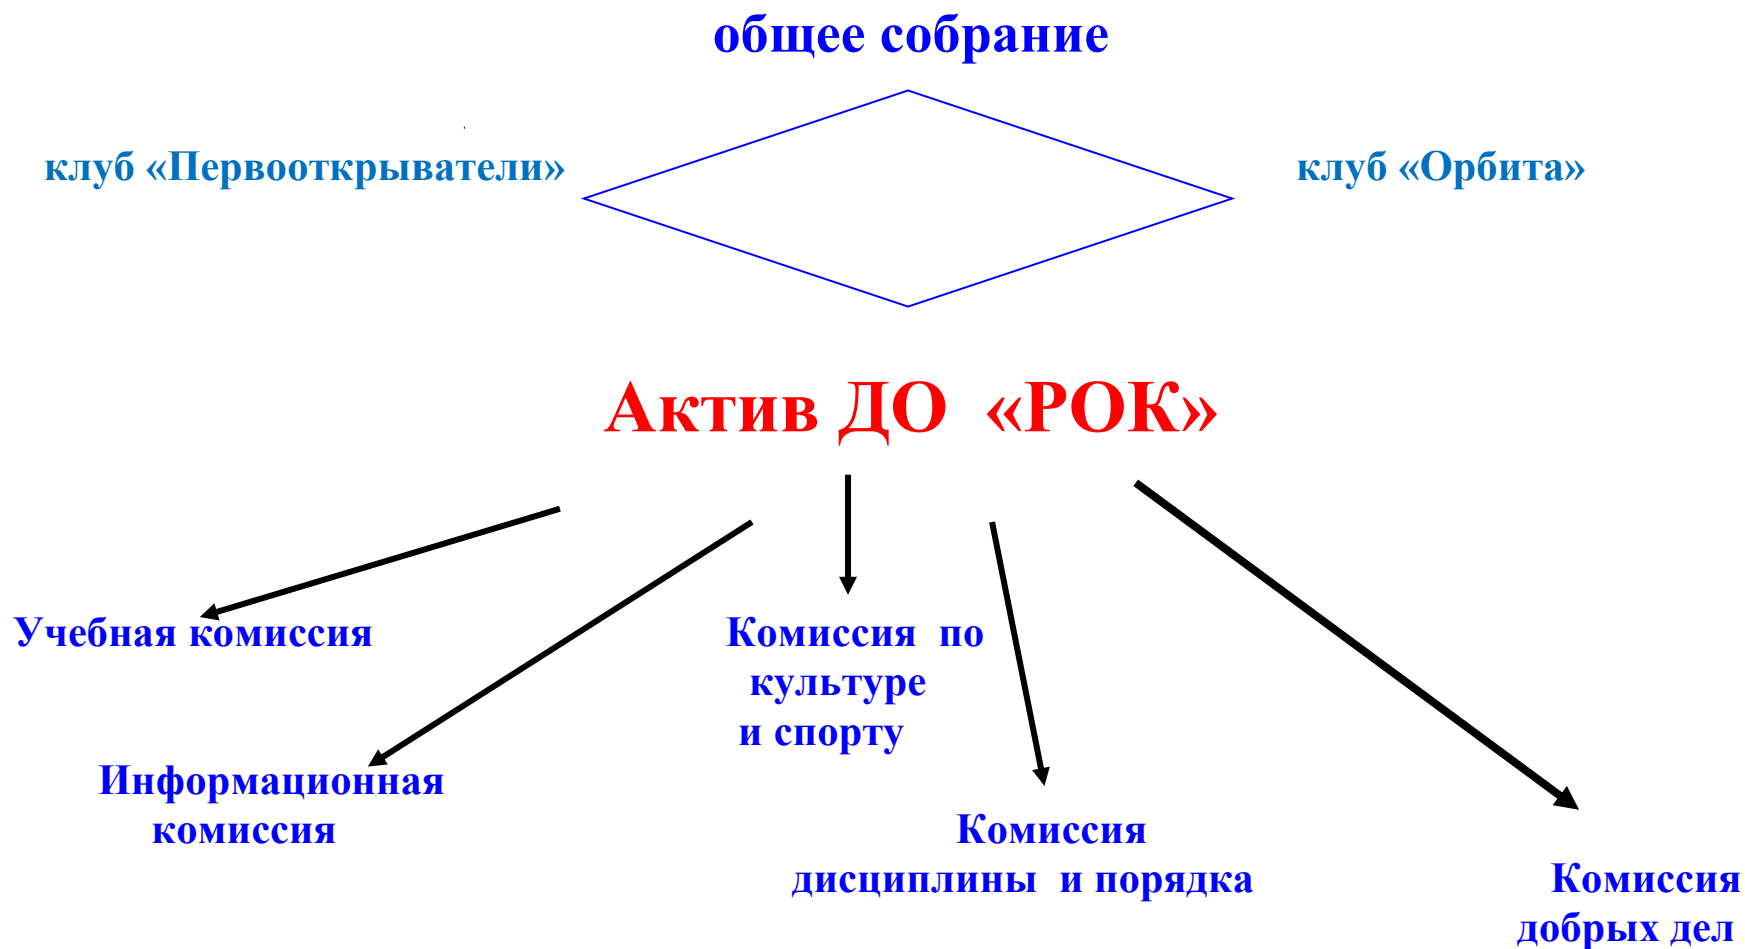 общее собрание
клуб «Первооткрыватели»
клуб «Орбита»
Актив ДО «РОК»
Учебная комиссия
Комиссия по
культуре
и спорту
Информационная
комиссия
Комиссия
дисциплины и порядка
Комиссия
добрых дел